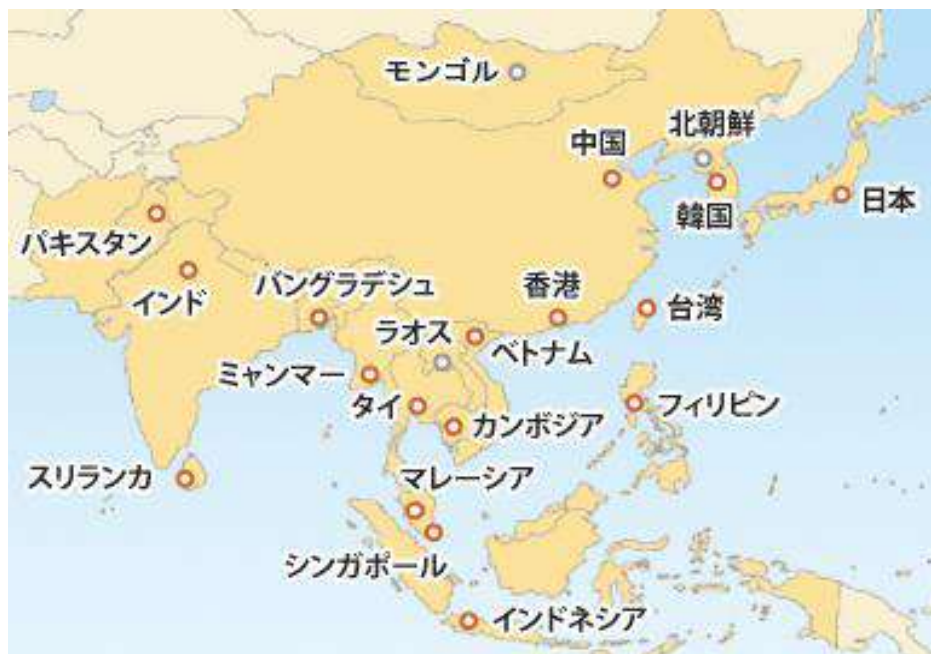 モンゴル
北朝鮮
中国
韓国
日本
パキスタン
インド
バングラデシュ
香港
台湾
ラオス
ベトナム
ミャンマー
タイ
カンボジア
フィリピン
スリランカ
マレーシア
シンガポール
インドネシア